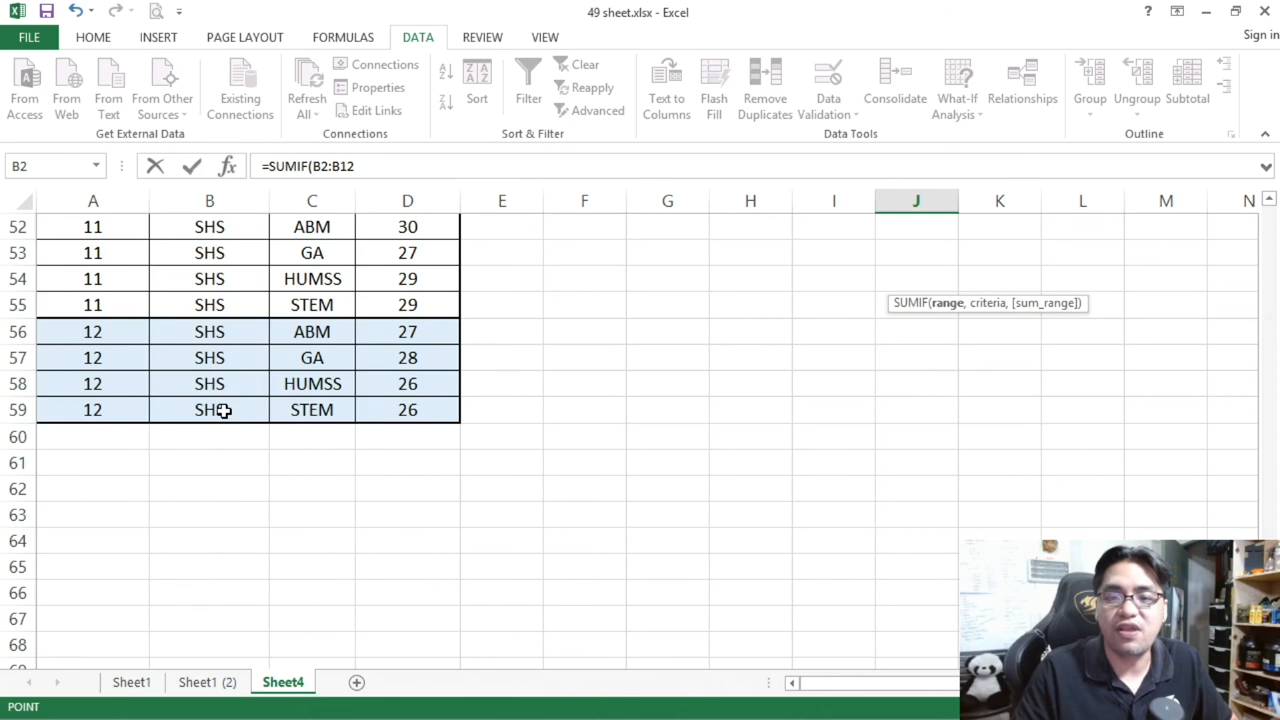 49 sheet.xlsx - Excel
?
FILE HOME INSERT PAGE LAYOUT FORMULAS DATA REVIEW VIEW Sign in
From Access
From Web
From Text
From Other Sources
Existing Connections
Get External Data
Refresh All
Connections
Properties
Edit Links
Connections
Sort
Filter
Clear
Reapply
Advanced
Sort & Filter
Text to Columns
Flash Fill
Remove Duplicates
Data Validation
Consolidate
What-If Analysis
Relationships
Data Tools
Group
Ungroup
Subtotal
Outline
B2 fx =SUMIF(B2:B12
A B C D E F G H I J K L M N
52 11 SHS ABM 30
53 11 SHS GA 27
54 11 SHS HUMSS 29
55 11 SHS STEM 29
SUMIF(range, criteria, [sum_range])
56 12 SHS ABM 27
57 12 SHS GA 28
58 12 SHS HUMSS 26
59 12 SHS STEM 26
60
61
62
63
64
65
66
67
68
Sheet1 Sheet1 (2) Sheet4
POINT